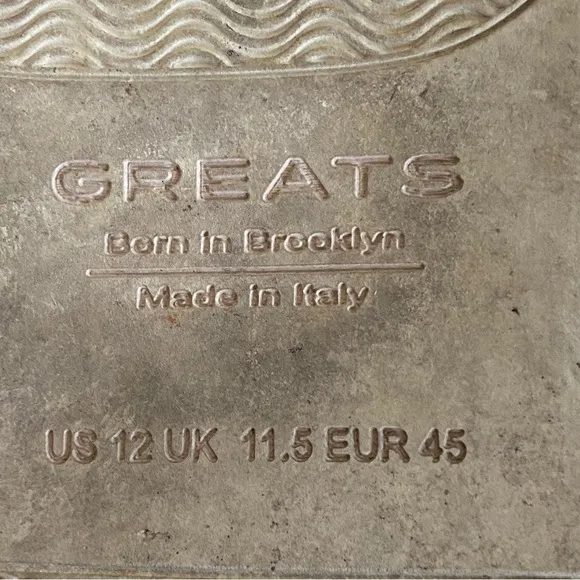 GREATS
Born in Brooklyn
Made in Italy
US 12 UK 11.5 EUR 45